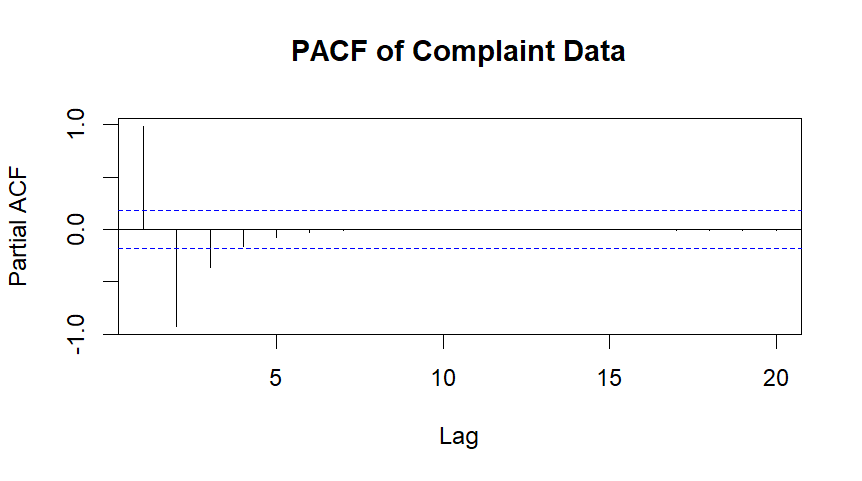 PACF of Complaint Data
Partial ACF
1.0
0.0
-1.0
5 10 15 20
Lag